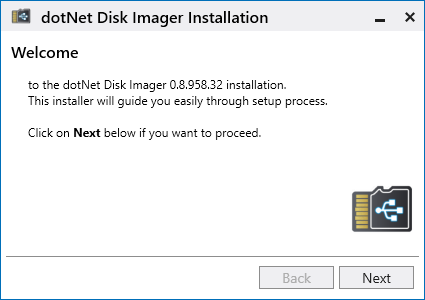 dotNet Disk Imager Installation
Welcome
to the dotNet Disk Imager 0.8.958.32 installation.
This installer will guide you easily through setup process.
Click on Next below if you want to proceed.
Back
Next